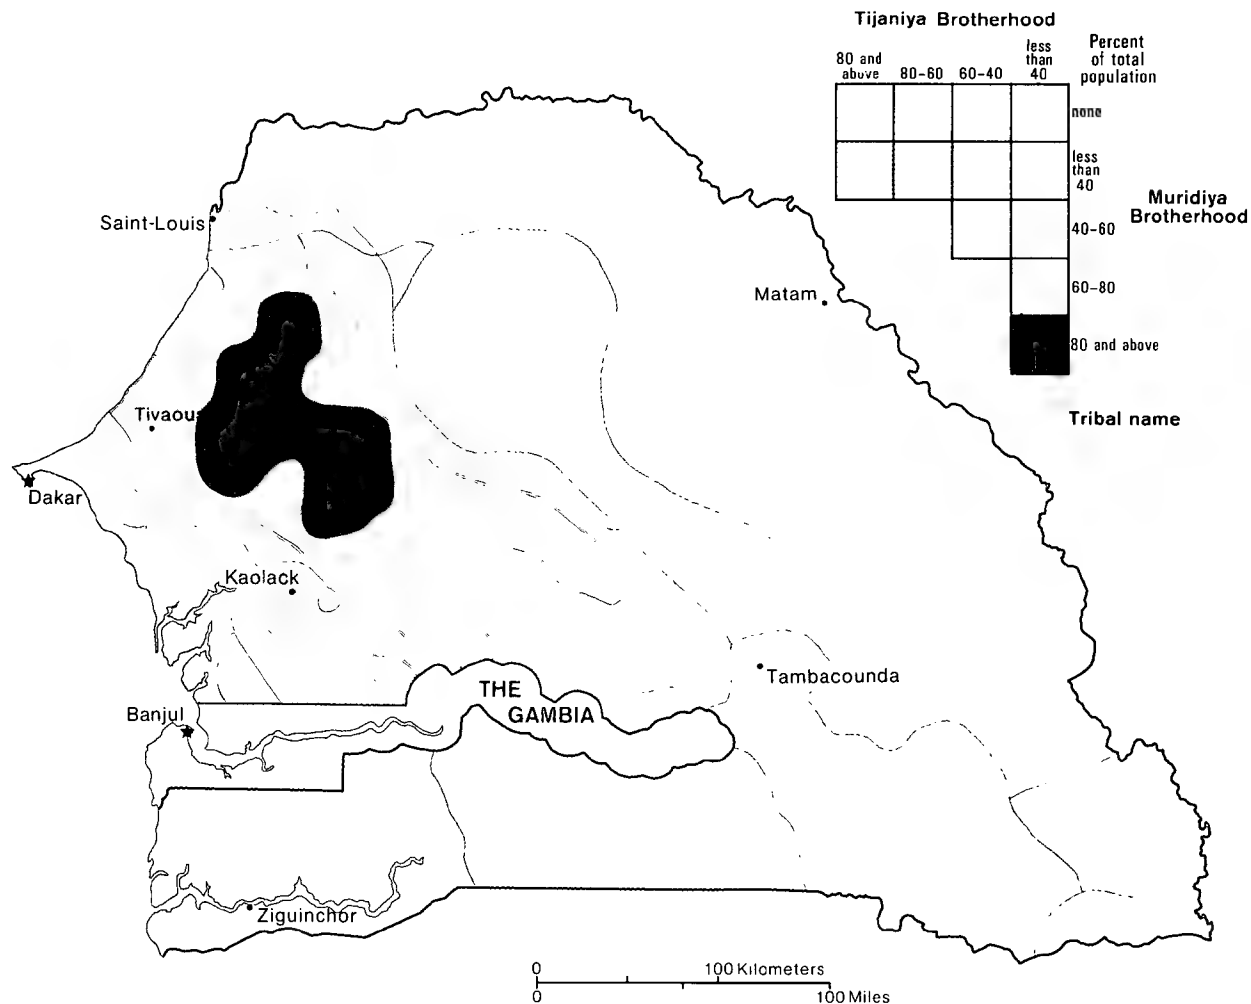 Tijaniya Brotherhood
80 and
above
80-60
60-40
less
than
40
Percent
of total
population
none
less
than
40
Muridiya
Brotherhood
40-60
60-80
80 and above
Tribal name
Saint-Louis
Matam
Tivaou
Dakar
Kaolack
Tambacounda
THE
GAMBIA
Banjul
Ziguinchor
0 100 Kilometers
0 100 Miles